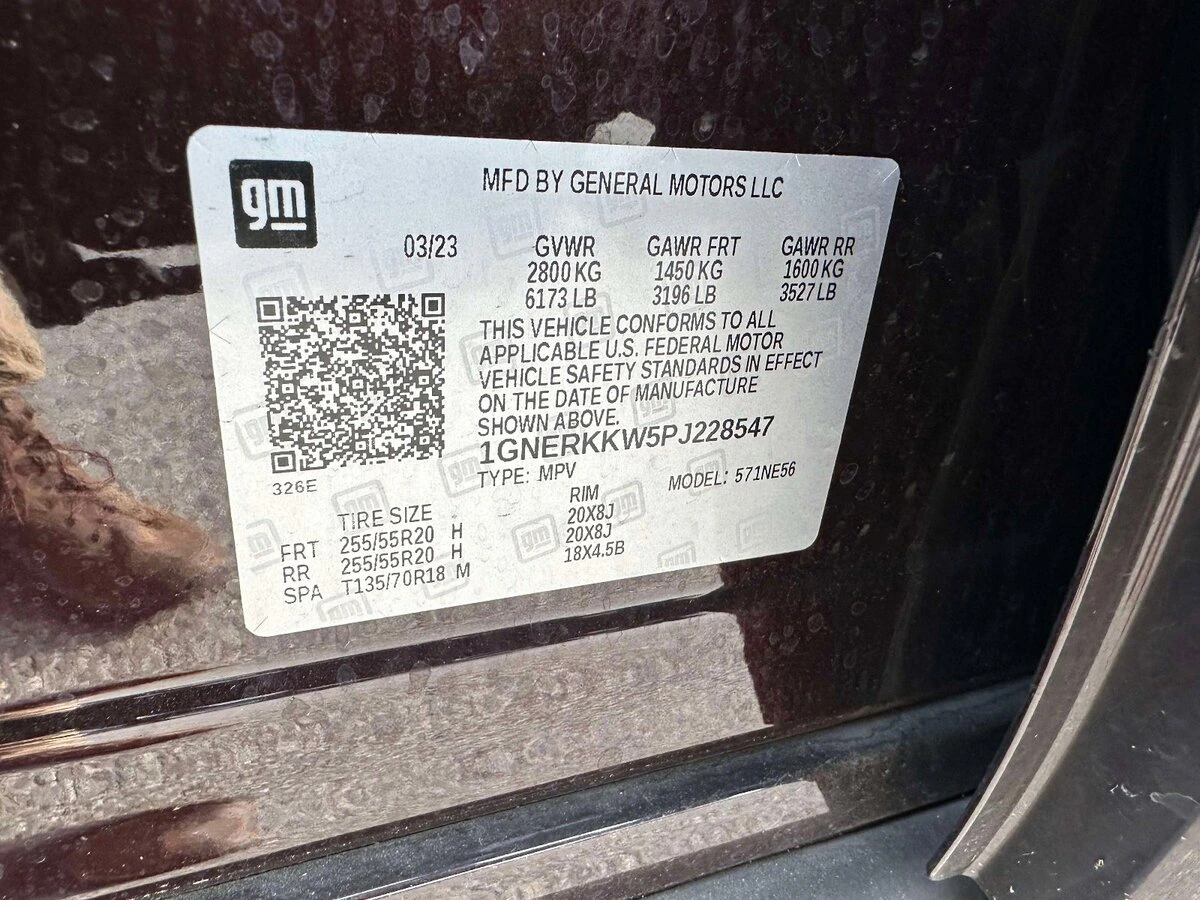 gm
MFD BY GENERAL MOTORS LLC
03/23 GVWR GAWR FRT GAWR RR
2800 KG 1450 KG 1600 KG
6173 LB 3196 LB 3527 LB
THIS VEHICLE CONFORMS TO ALL
APPLICABLE U.S. FEDERAL MOTOR
VEHICLE SAFETY STANDARDS IN EFFECT
ON THE DATE OF MANUFACTURE
SHOWN ABOVE.
1GNERKKW5PJ228547
TYPE: MPV MODEL: 571NE56
326E
TIRE SIZE RIM
FRT 255/55R20 H 20X8J
RR 255/55R20 H 20X8J
SPA T135/70R18 M 18X4.5B